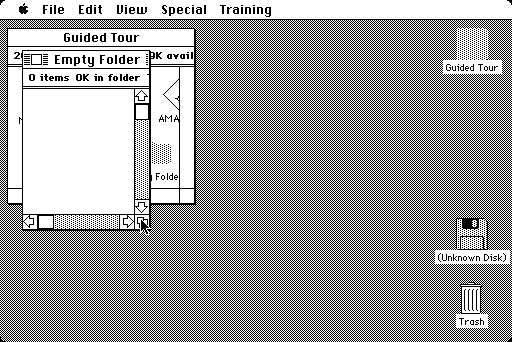 File Edit View Special Training
Guided Tour
OK avail
Empty Folder
0 items OK in folder
AMA
Folde
Guided Tour
(Unknown Disk)
Trash